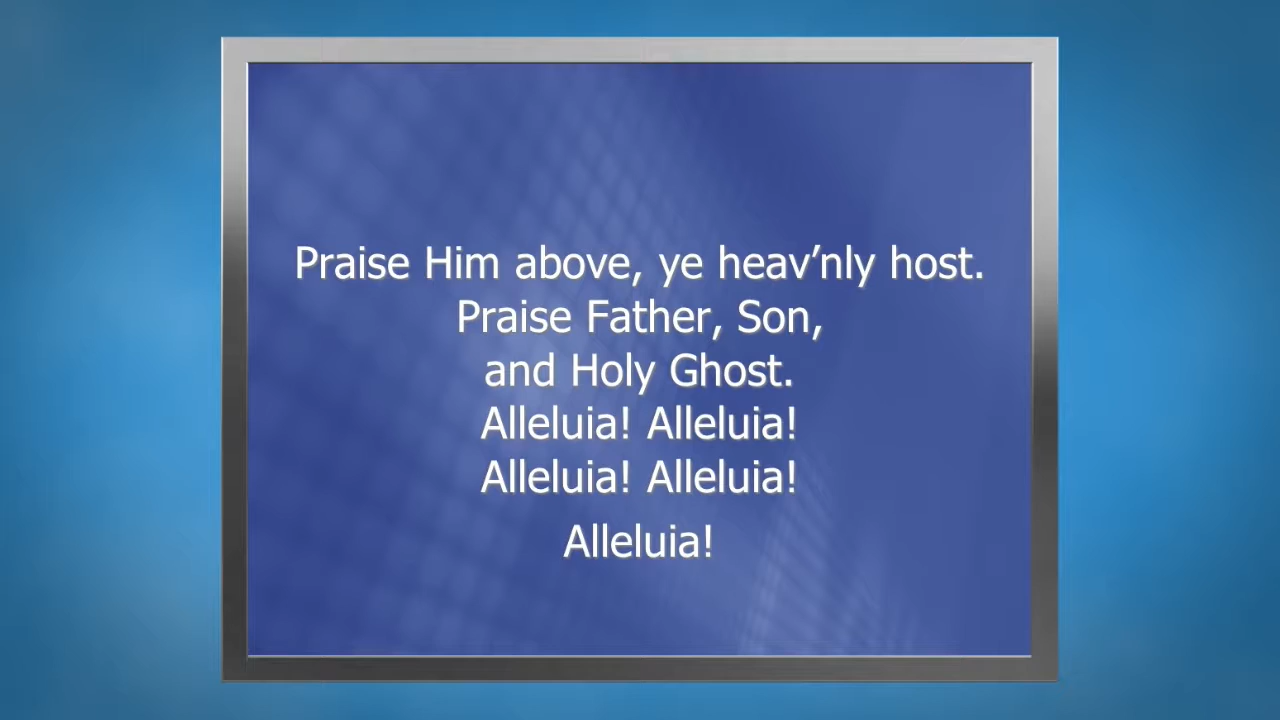 Praise Him above, ye heav’nly host.
Praise Father, Son,
and Holy Ghost.
Alleluia! Alleluia!
Alleluia! Alleluia!
Alleluia!